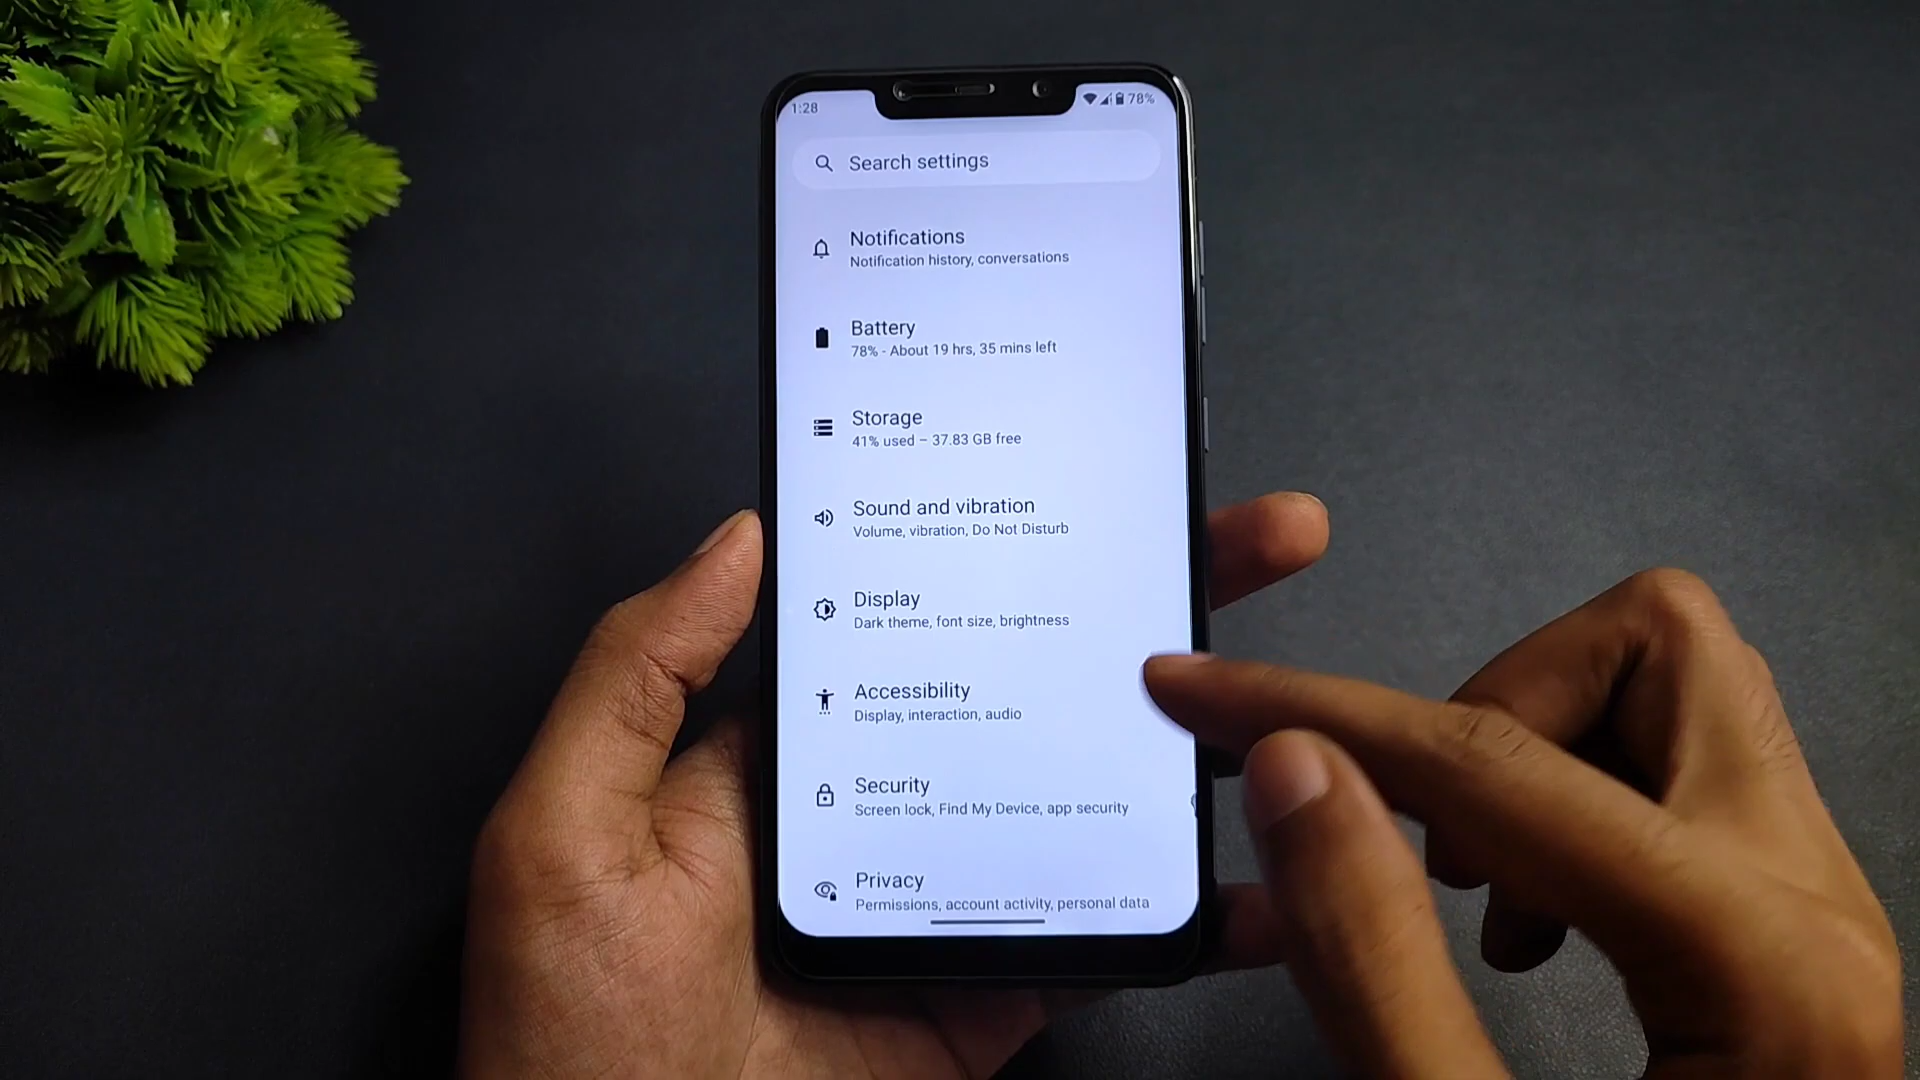 1:28
78%
Search settings
Notifications
Notification history, conversations
Battery
78% - About 19 hrs, 35 mins left
Storage
41% used – 37.83 GB free
Sound and vibration
Volume, vibration, Do Not Disturb
Display
Dark theme, font size, brightness
Accessibility
Display, interaction, audio
Security
Screen lock, Find My Device, app security
Privacy
Permissions, account activity, personal data